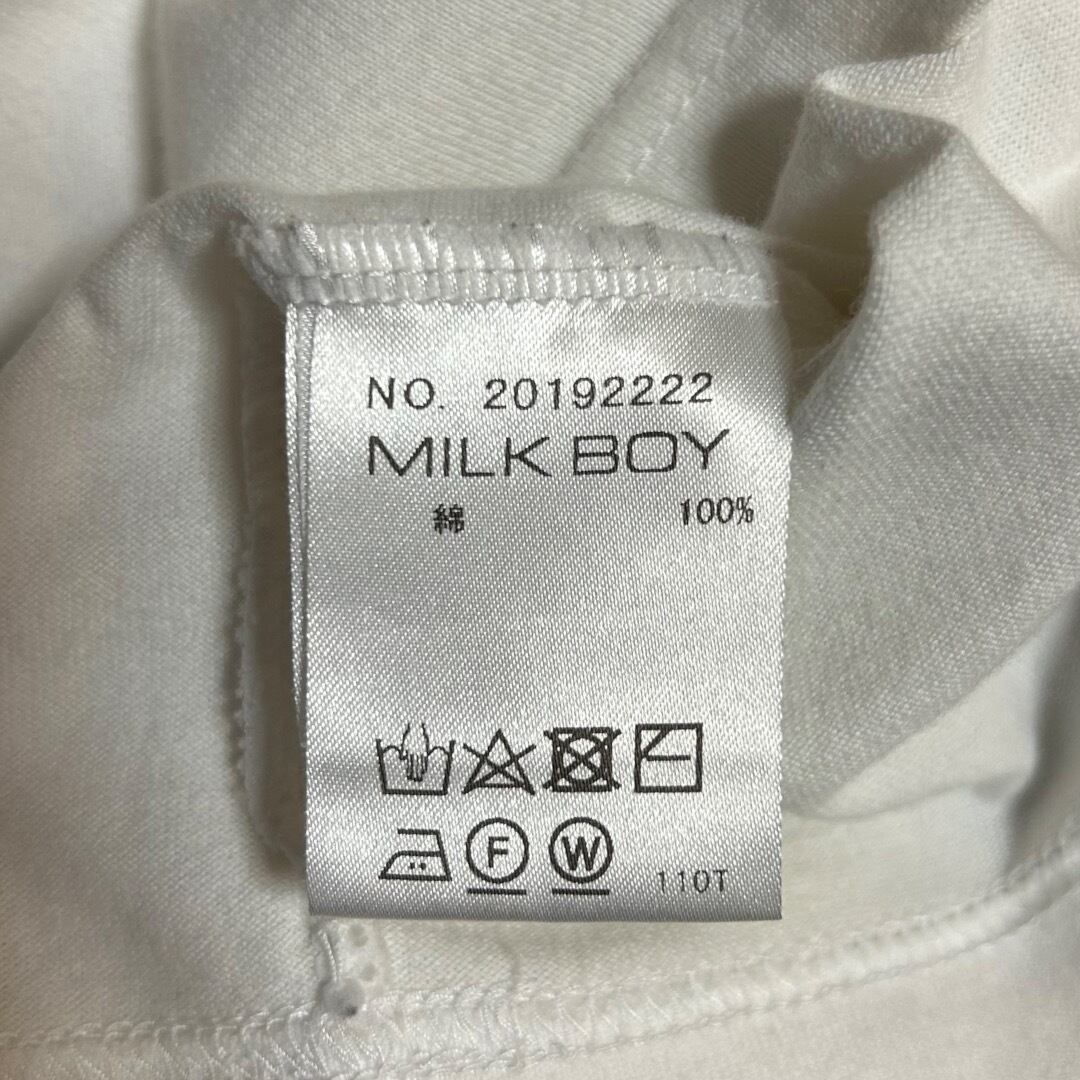 NO. 20192222
MILK BOY
綿 100%
F W 110T